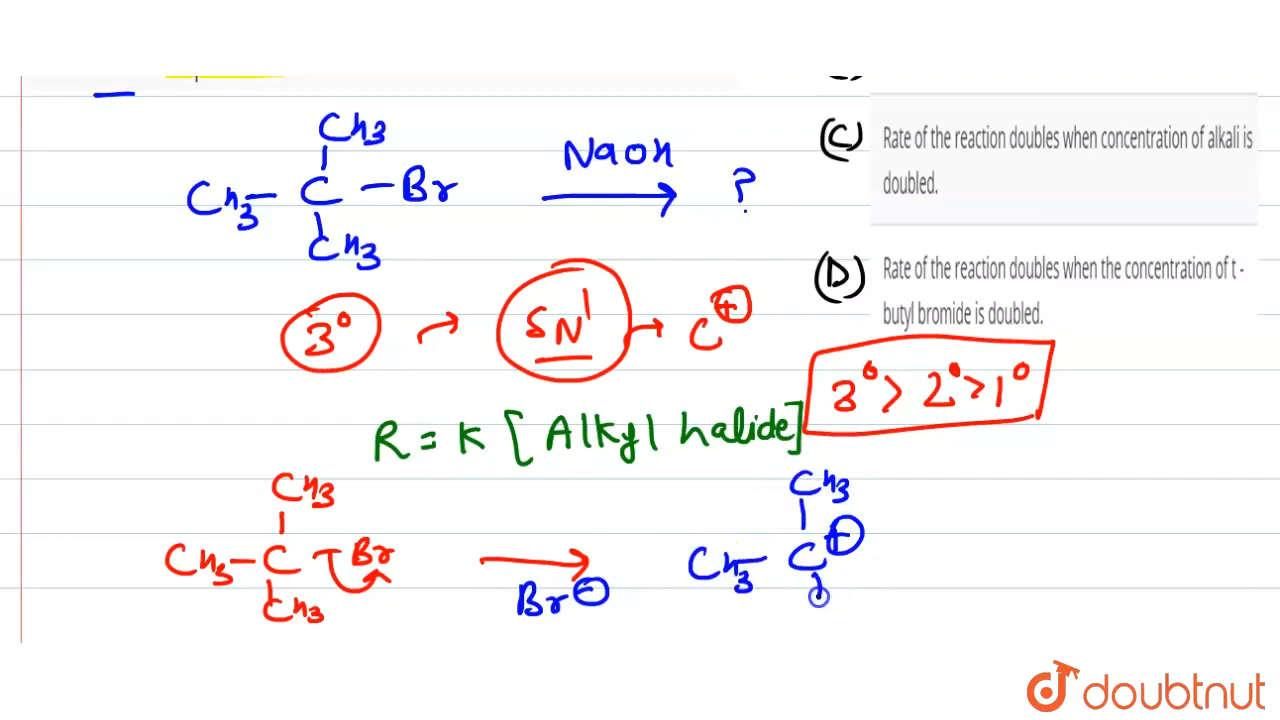 CH3
CH3 - C - Br
CH3
NaOH
?
(C) Rate of the reaction doubles when concentration of alkali is
doubled.
(D) Rate of the reaction doubles when the concentration of t -
butyl bromide is doubled.
3° → SN1 → C+
3° > 2° > 1°
R = K [Alkyl halide]
CH3
CH3 - C - Br
CH3
Br-
CH3
CH3 - C+
doubtnut